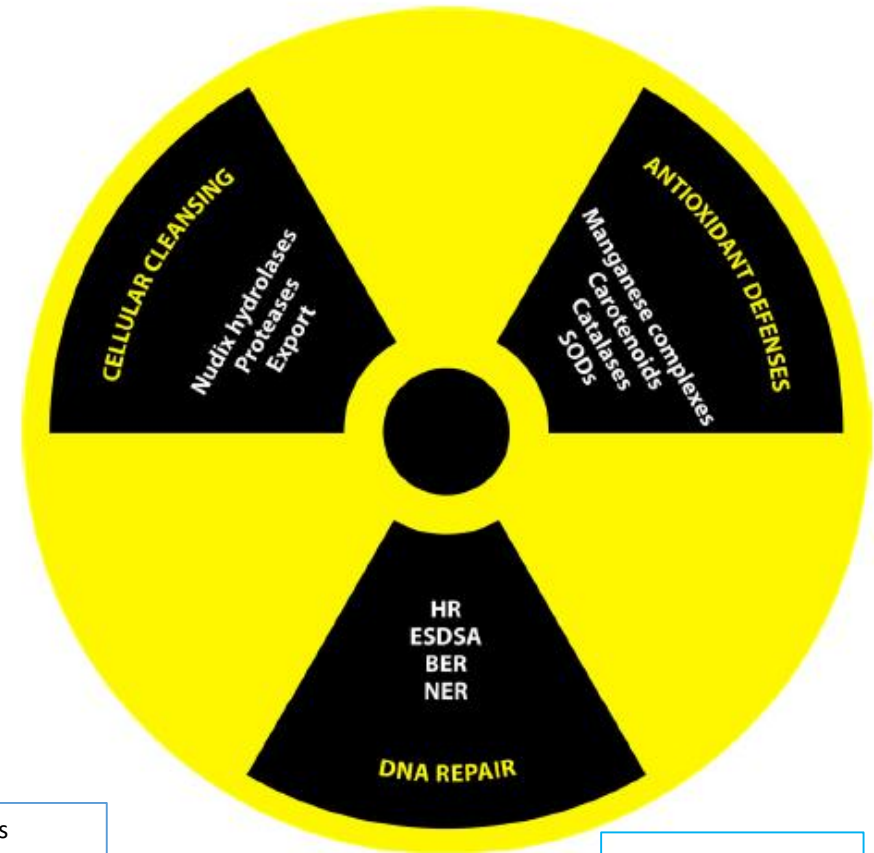 CELLULAR CLEANSING
Nudix hydrolases
Proteases
Export
ANTIOXIDANT DEFENSES
Manganese complexes
Carotenoids
Catalases
SODs
HR
ESDSA
BER
NER
DNA REPAIR